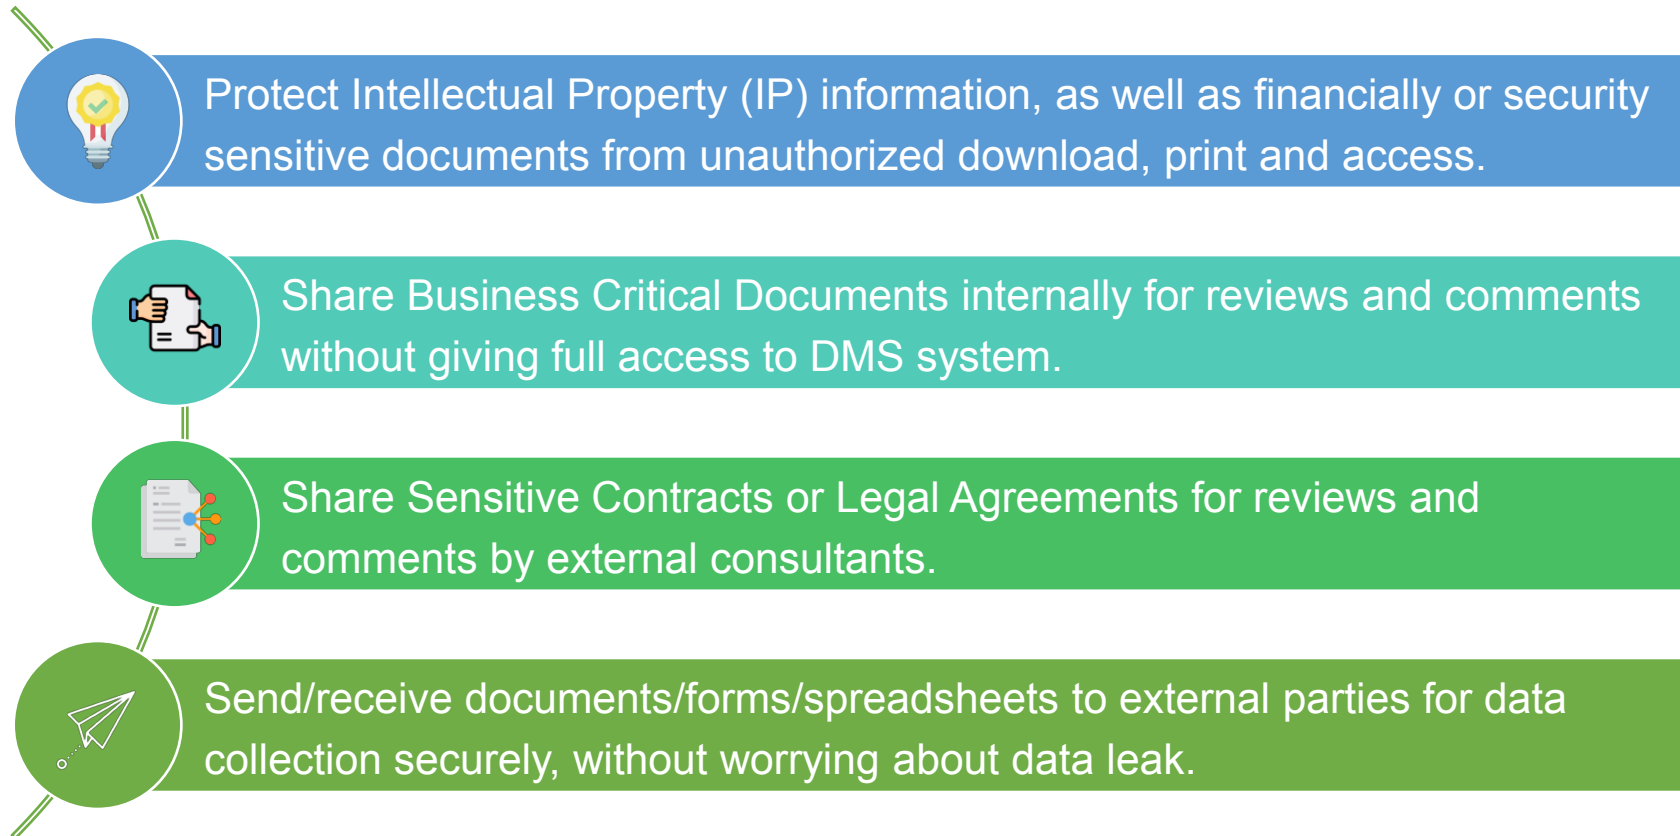 Protect Intellectual Property (IP) information, as well as financially or security
sensitive documents from unauthorized download, print and access.
Share Business Critical Documents internally for reviews and comments
without giving full access to DMS system.
Share Sensitive Contracts or Legal Agreements for reviews and
comments by external consultants.
Send/receive documents/forms/spreadsheets to external parties for data
collection securely, without worrying about data leak.